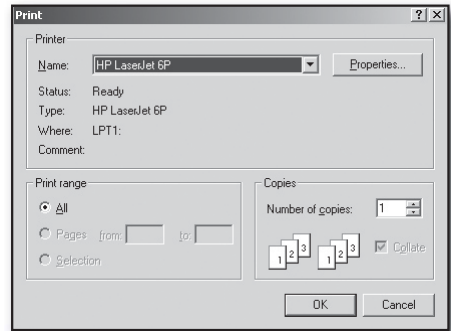 Print
Printer
Name: HP LaserJet 6P Properties...
Status: Ready
Type: HP LaserJet 6P
Where: LPT1:
Comment:
Print range
All
Pages from: to:
Selection
Copies
Number of copies: 1
1 2 3 1 2 3 Collate
OK Cancel